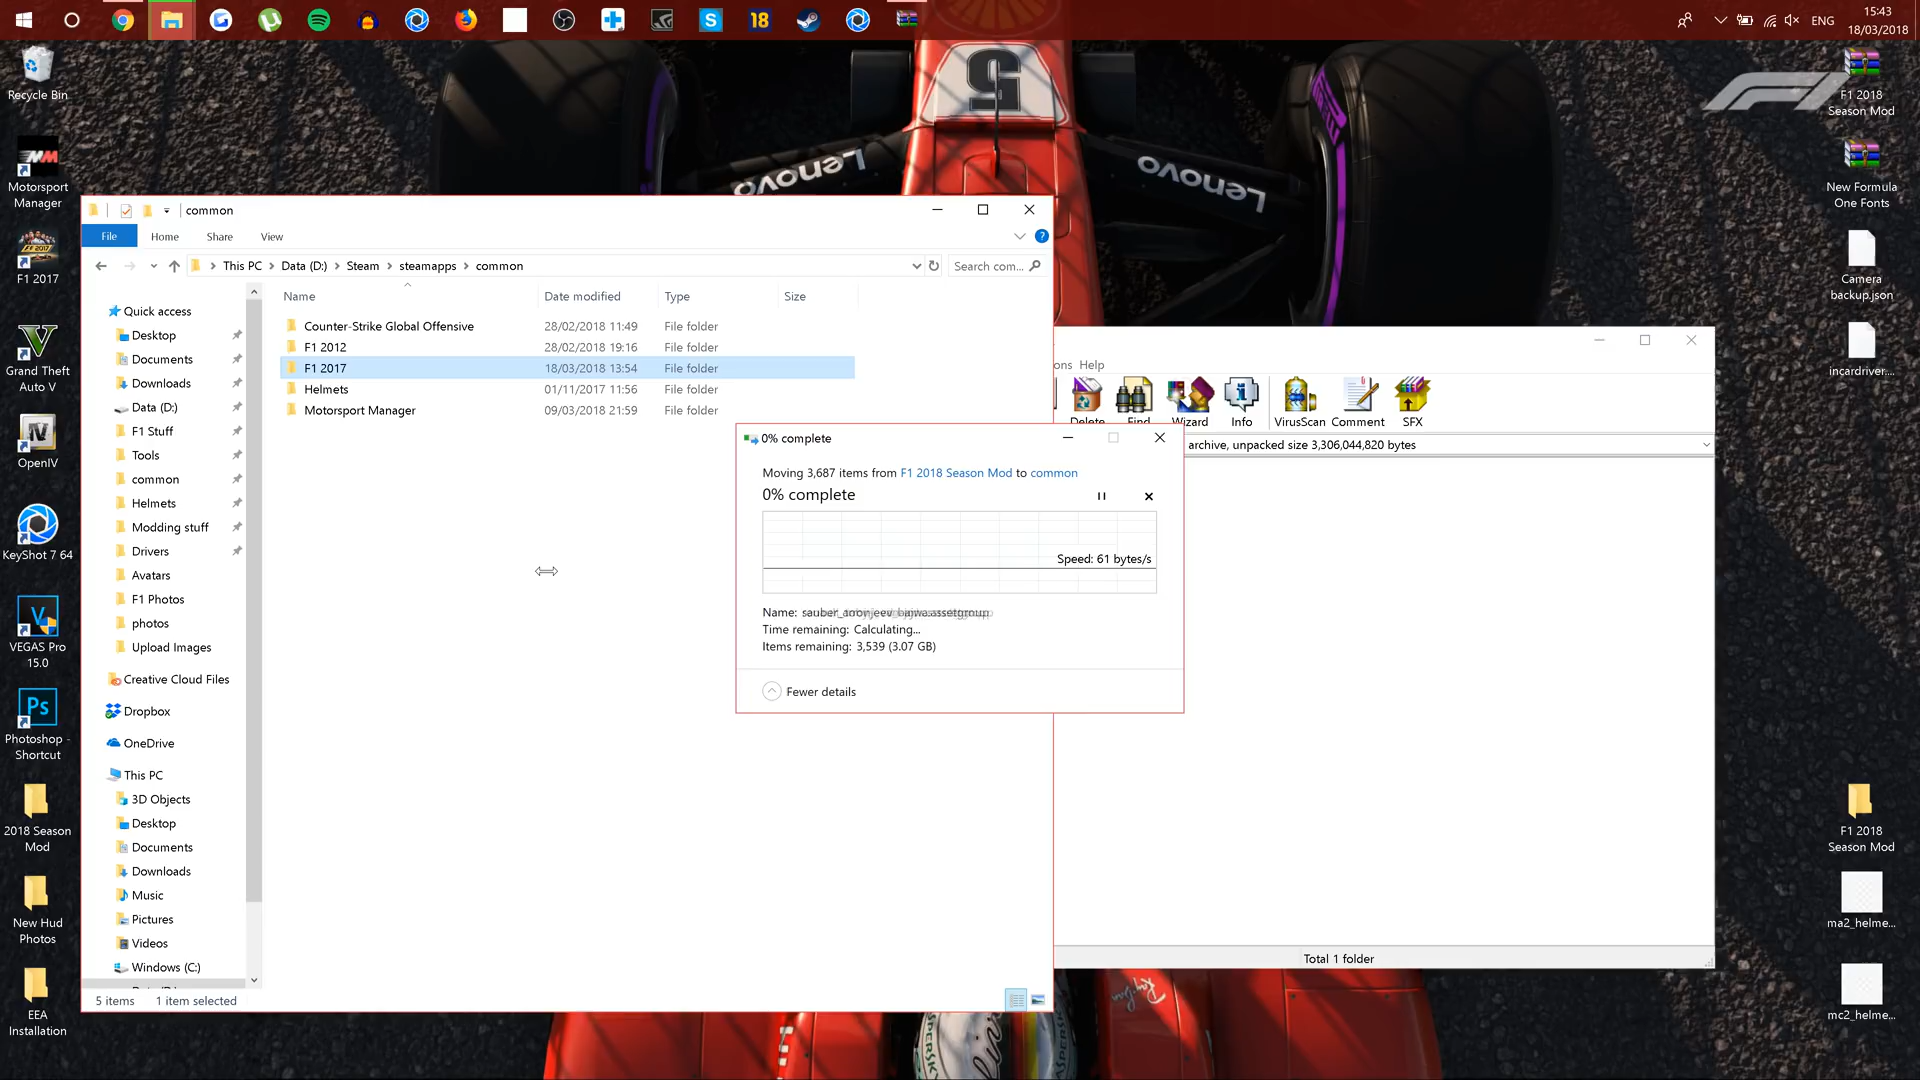 18
ENG
15:43
18/03/2018
Recycle Bin
Motorsport
Manager
F1 2017
Grand Theft
Auto V
OpenIV
KeyShot 7 64
VEGAS Pro
15.0
Photoshop -
Shortcut
2018 Season
Mod
New Hud
Photos
EEA
Installation
5
Lenovo
Lenovo
F1 2018
Season Mod
New Formula
One Fonts
Camera
backup.json
incardriver....
F1 2018
Season Mod
ma2_helme...
mc2_helme...
common
File
Home
Share
View
This PC > Data (D:) > Steam > steamapps > common
Search com...
Name
Date modified
Type
Size
Counter-Strike Global Offensive 28/02/2018 11:49 File folder
F1 2012 28/02/2018 19:16 File folder
F1 2017 18/03/2018 13:54 File folder
Helmets 01/11/2017 11:56 File folder
Motorsport Manager 09/03/2018 21:59 File folder
Quick access
Desktop
Documents
Downloads
Data (D:)
F1 Stuff
Tools
common
Helmets
Modding stuff
Drivers
Avatars
F1 Photos
photos
Upload Images
Creative Cloud Files
Dropbox
OneDrive
This PC
3D Objects
Desktop
Documents
Downloads
Music
Pictures
Videos
Windows (C:)
5 items
1 item selected
ons Help
Delete
Find
Wizard
Info
VirusScan
Comment
SFX
archive, unpacked size 3,306,044,820 bytes
Total 1 folder
0% complete
Moving 3,687 items from F1 2018 Season Mod to common
0% complete
Speed: 61 bytes/s
Name:
Time remaining: Calculating...
Items remaining: 3,539 (3.07 GB)
Fewer details
Ray-Ban